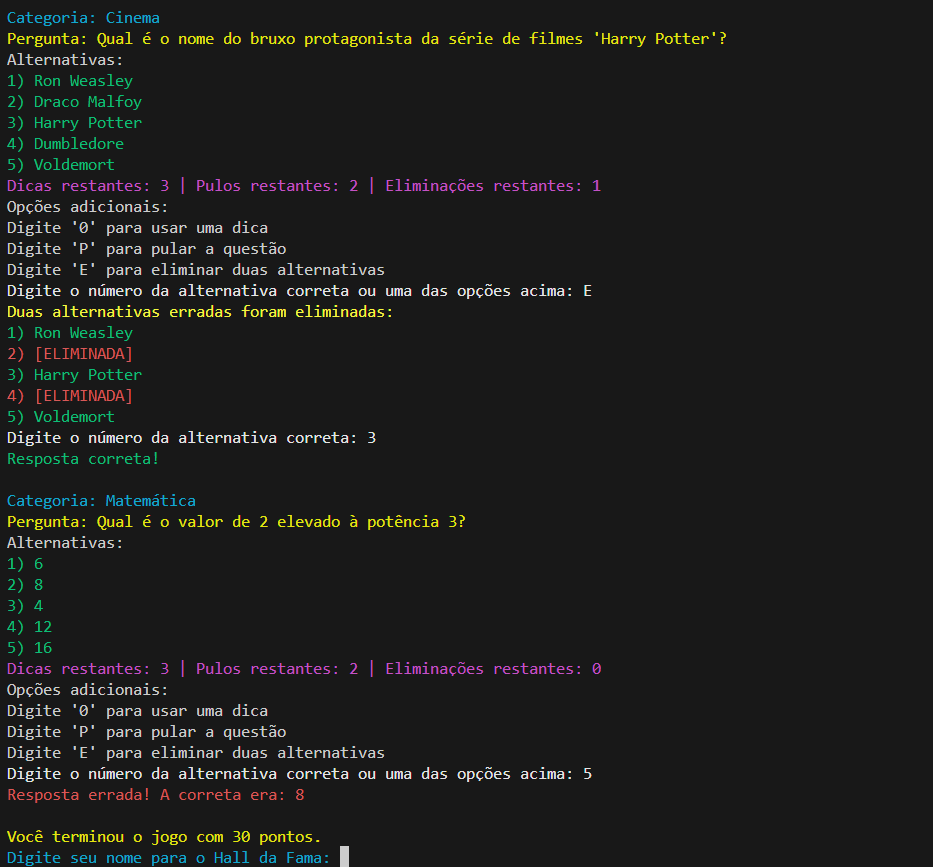 Categoria: Cinema
Pergunta: Qual é o nome do bruxo protagonista da série de filmes 'Harry Potter'?
Alternativas:
1) Ron Weasley
2) Draco Malfoy
3) Harry Potter
4) Dumbledore
5) Voldemort
Dicas restantes: 3 | Pulos restantes: 2 | Eliminações restantes: 1
Opções adicionais:
Digite '0' para usar uma dica
Digite 'P' para pular a questão
Digite 'E' para eliminar duas alternativas
Digite o número da alternativa correta ou uma das opções acima: E
Duas alternativas erradas foram eliminadas:
1) Ron Weasley
2) [ELIMINADA]
3) Harry Potter
4) [ELIMINADA]
5) Voldemort
Digite o número da alternativa correta: 3
Resposta correta!
Categoria: Matemática
Pergunta: Qual é o valor de 2 elevado à potência 3?
Alternativas:
1) 6
2) 8
3) 4
4) 12
5) 16
Dicas restantes: 3 | Pulos restantes: 2 | Eliminações restantes: 0
Opções adicionais:
Digite '0' para usar uma dica
Digite 'P' para pular a questão
Digite 'E' para eliminar duas alternativas
Digite o número da alternativa correta ou uma das opções acima: 5
Resposta errada! A correta era: 8
Você terminou o jogo com 30 pontos.
Digite seu nome para o Hall da Fama: